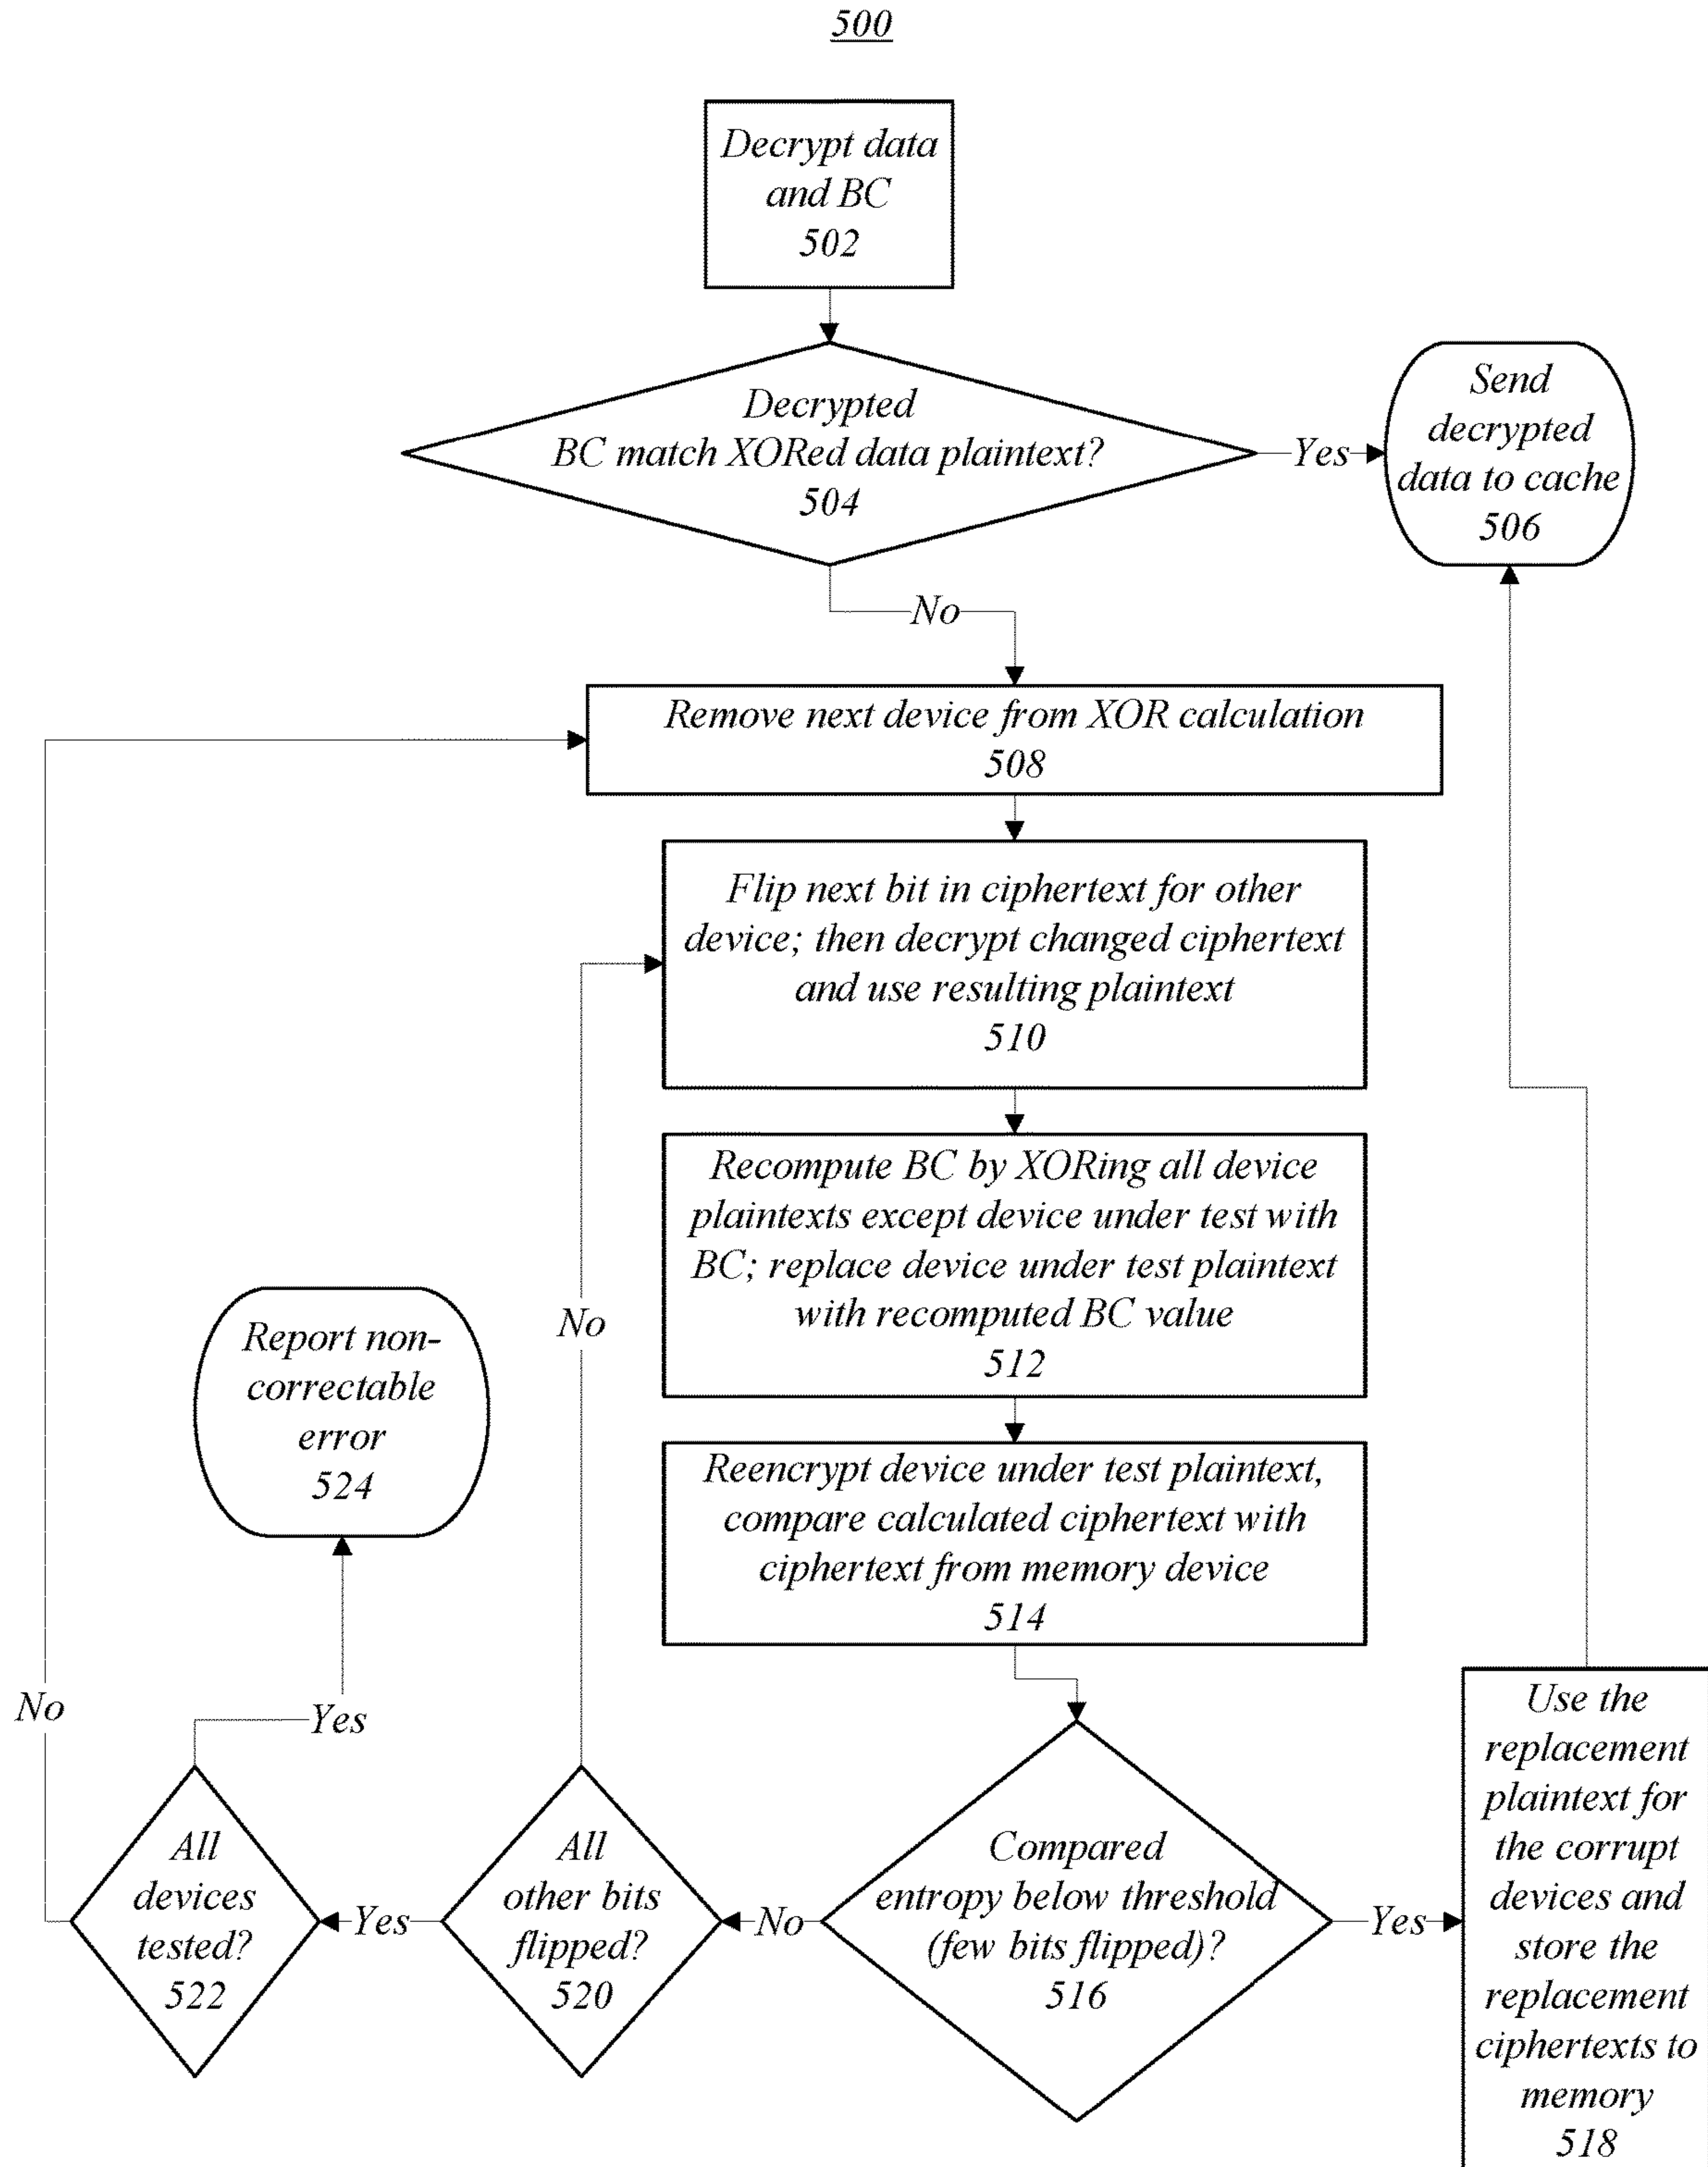 500
Decrypt data
and BC
502
Decrypted
BC match XORed data plaintext?
504
Yes
Send
decrypted
data to cache
506
No
Remove next device from XOR calculation
508
Flip next bit in ciphertext for other
device; then decrypt changed ciphertext
and use resulting plaintext
510
Recompute BC by XORing all device
plaintexts except device under test with
BC; replace device under test plaintext
with recomputed BC value
512
No
Report non-
correctable
error
524
Reencrypt device under test plaintext,
compare calculated ciphertext with
ciphertext from memory device
514
No
Yes
All
devices
tested?
522
Yes
All
other bits
flipped?
520
No
Compared
entropy below threshold
(few bits flipped)?
516
Yes
Use the
replacement
plaintext for
the corrupt
devices and
store the
replacement
ciphertexts to
memory
518